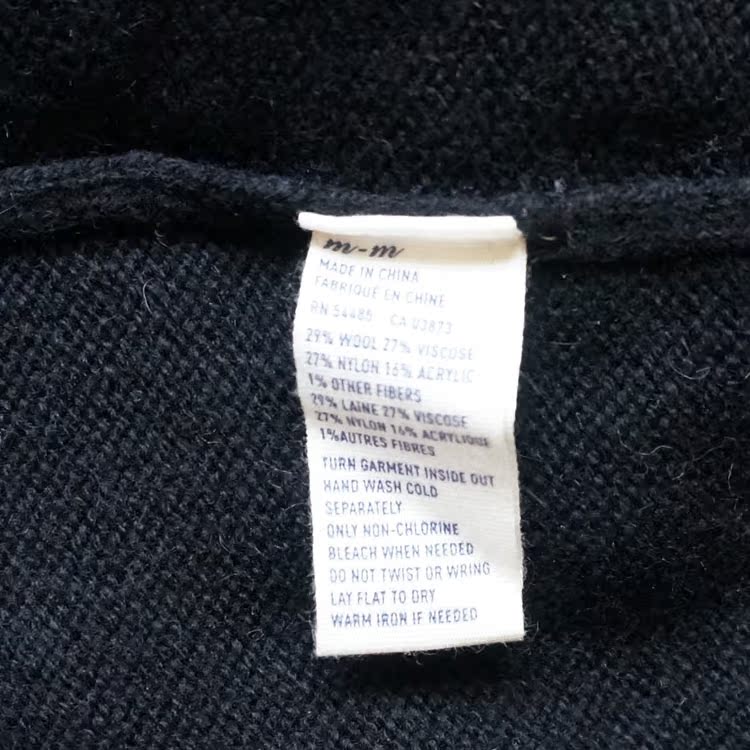 m-m
MADE IN CHINA
FABRIQUÉ EN CHINE
RN 54485 CA 03873
29% WOOL 27% VISCOSE
27% NYLON 16% ACRYLIC
1% OTHER FIBERS
29% LAINE 27% VISCOSE
27% NYLON 16% ACRYLIQUE
1%AUTRES FIBRES
TURN GARMENT INSIDE OUT
HAND WASH COLD
SEPARATELY
ONLY NON-CHLORINE
BLEACH WHEN NEEDED
DO NOT TWIST OR WRING
LAY FLAT TO DRY
WARM IRON IF NEEDED